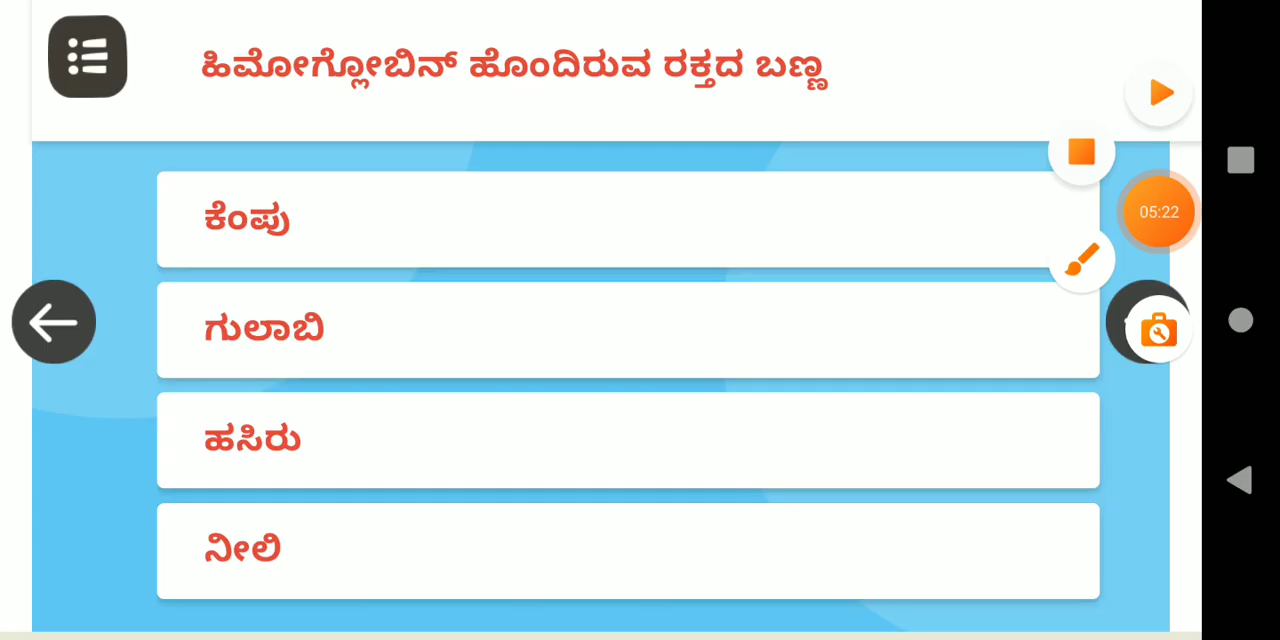 ಹಿಮೋಗ್ಲೋಬಿನ್ ಹೊಂದಿರುವ ರಕ್ತದ ಬಣ್ಣ
ಕೆಂಪು
05:22
ಗುಲಾಬಿ
ಹಸಿರು
ನೀಲಿ